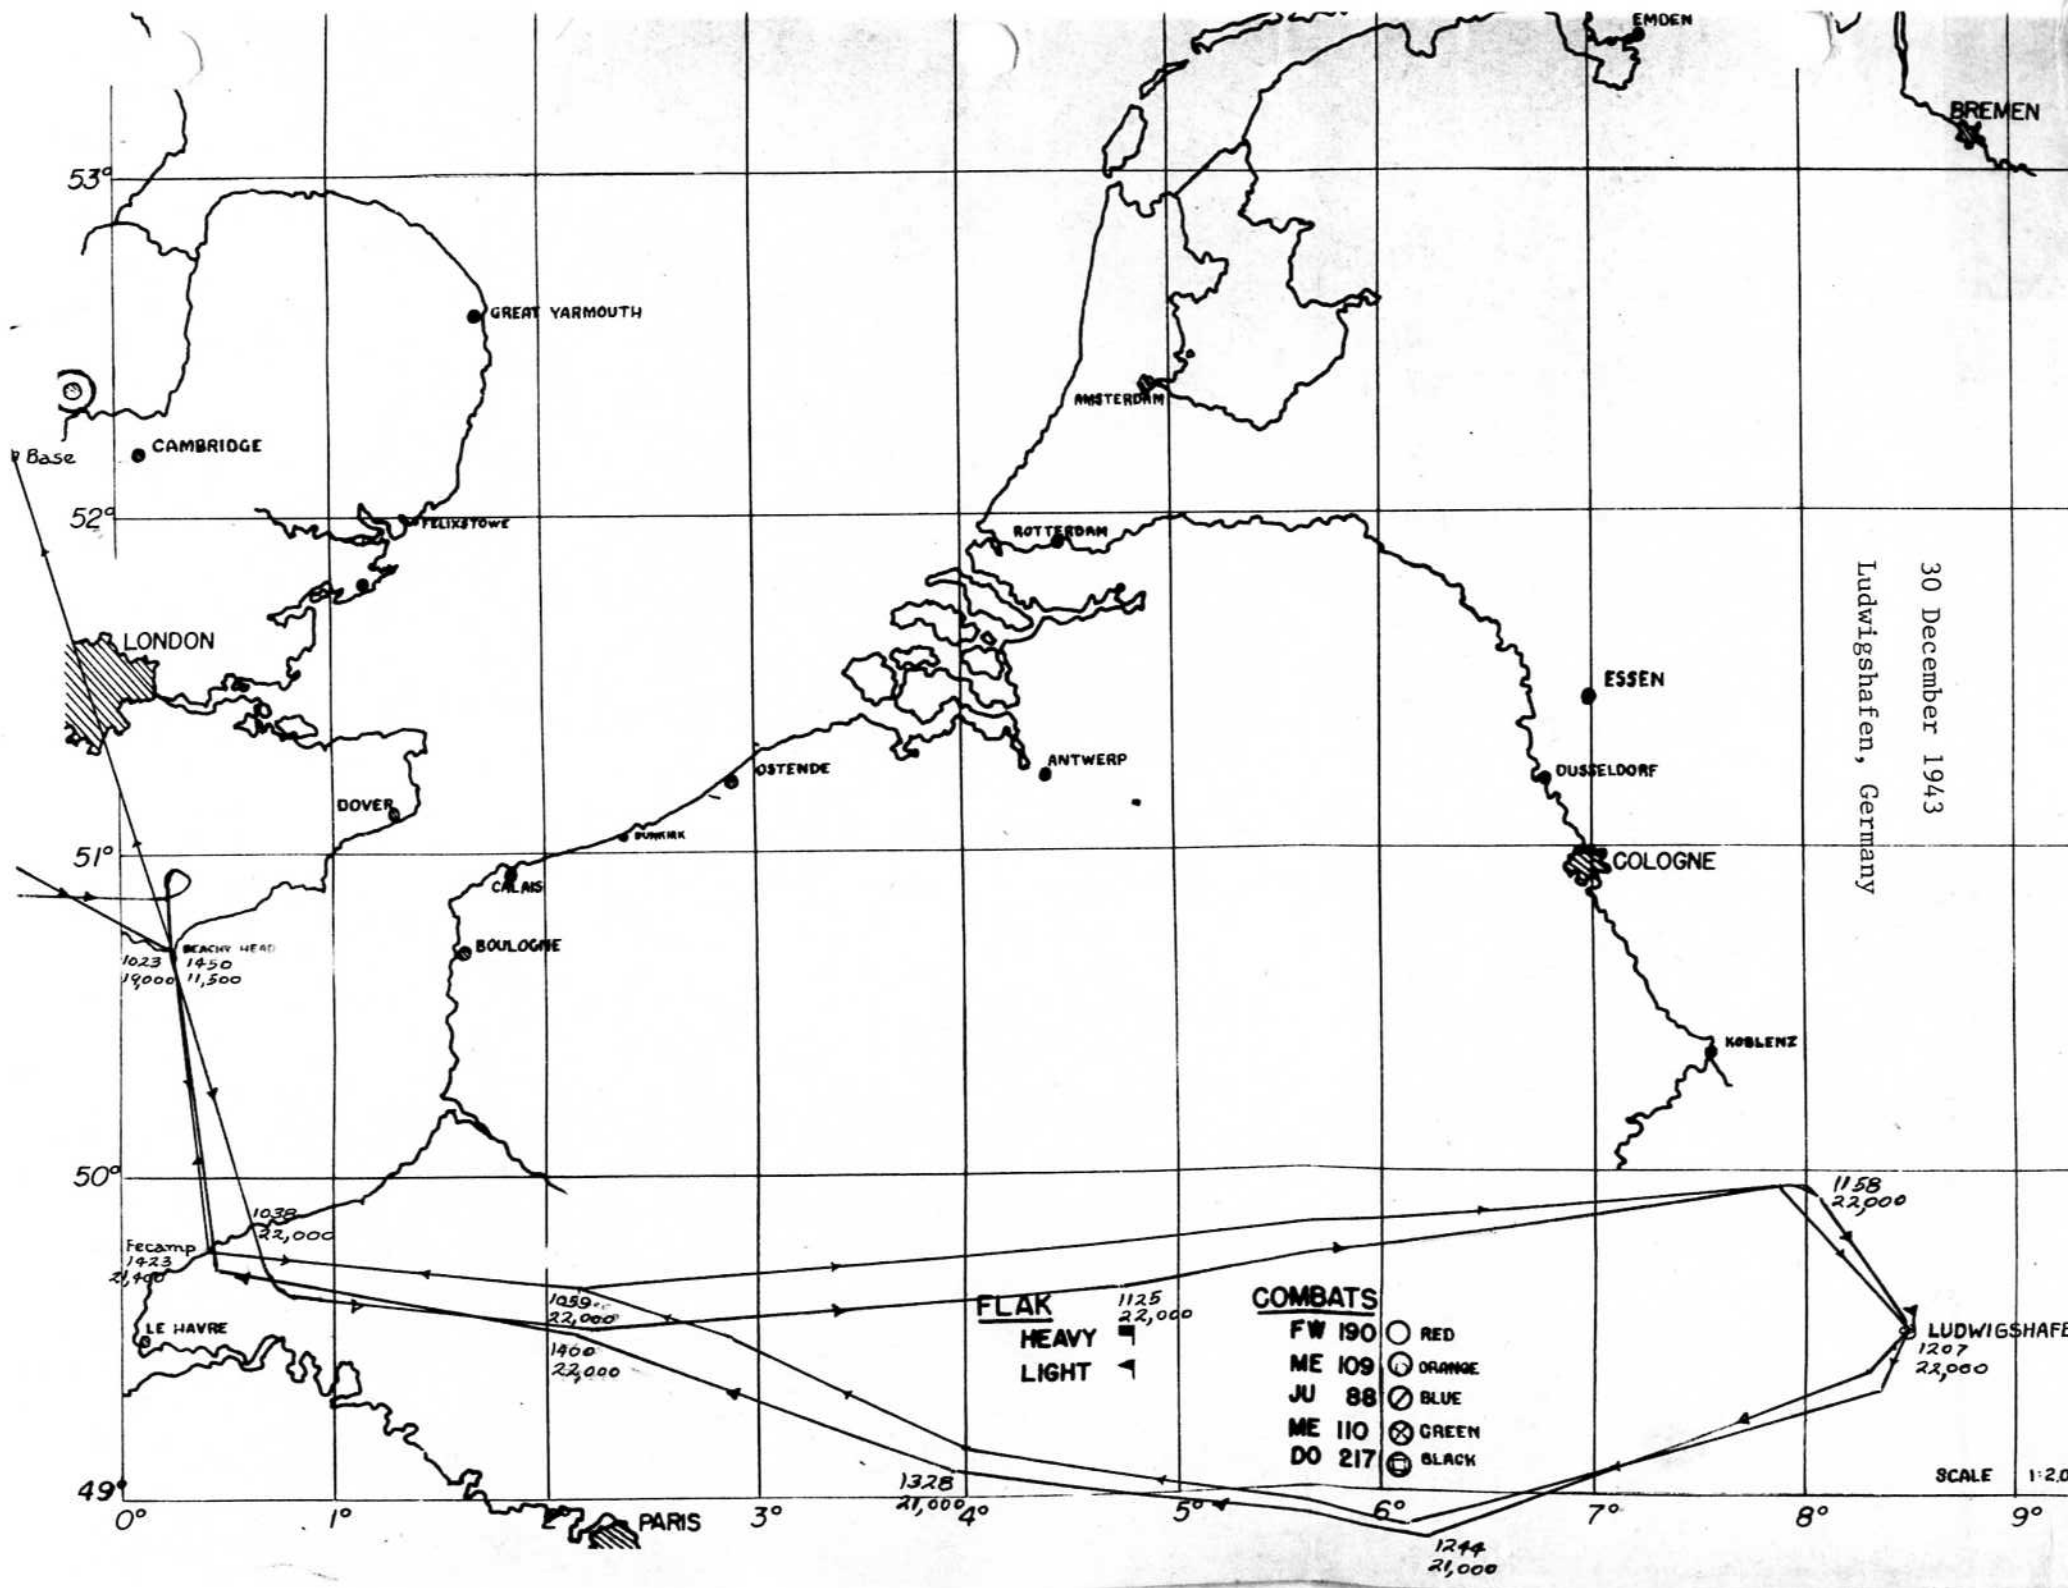 EMDEN
BREMEN
53°
GREAT YARMOUTH
AMSTERDAM
CAMBRIDGE
Base
52°
FELIXSTOWE
ROTTERDAM
30 December 1943
Ludwigshafen, Germany
LONDON
ESSEN
OSTENDE
ANTWERP
DUSSELDORF
DOVER
DUNKIRK
51°
COLOGNE
CALAIS
BOULOGNE
BEACHY HEAD
1023 1450
19,000 11,500
KOBLENZ
50°
1158
22,000
1038
22,000
Fecamp
1423
21,400
1059
22,000
1125
22,000
FLAK
HEAVY
LIGHT
COMBATS
FW 190 RED
ME 109 ORANGE
JU 88 BLUE
ME 110 GREEN
DO 217 BLACK
LE HAVRE
LUDWIGSHAFE
1207
22,000
1400
22,000
1328
21,000
SCALE 1:2,0
49
0° 1° 2° 3° 4° 5° 6° 7° 8° 9°
PARIS
1244
21,000